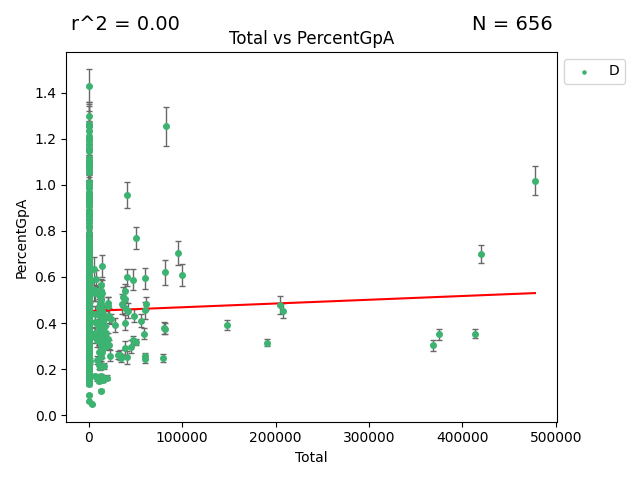 r^2 = 0.00
N = 656
Total vs PercentGpA
D
PercentGpA
1.4
1.2
1.0
0.8
0.6
0.4
0.2
0.0
0
100000
200000
300000
400000
500000
Total